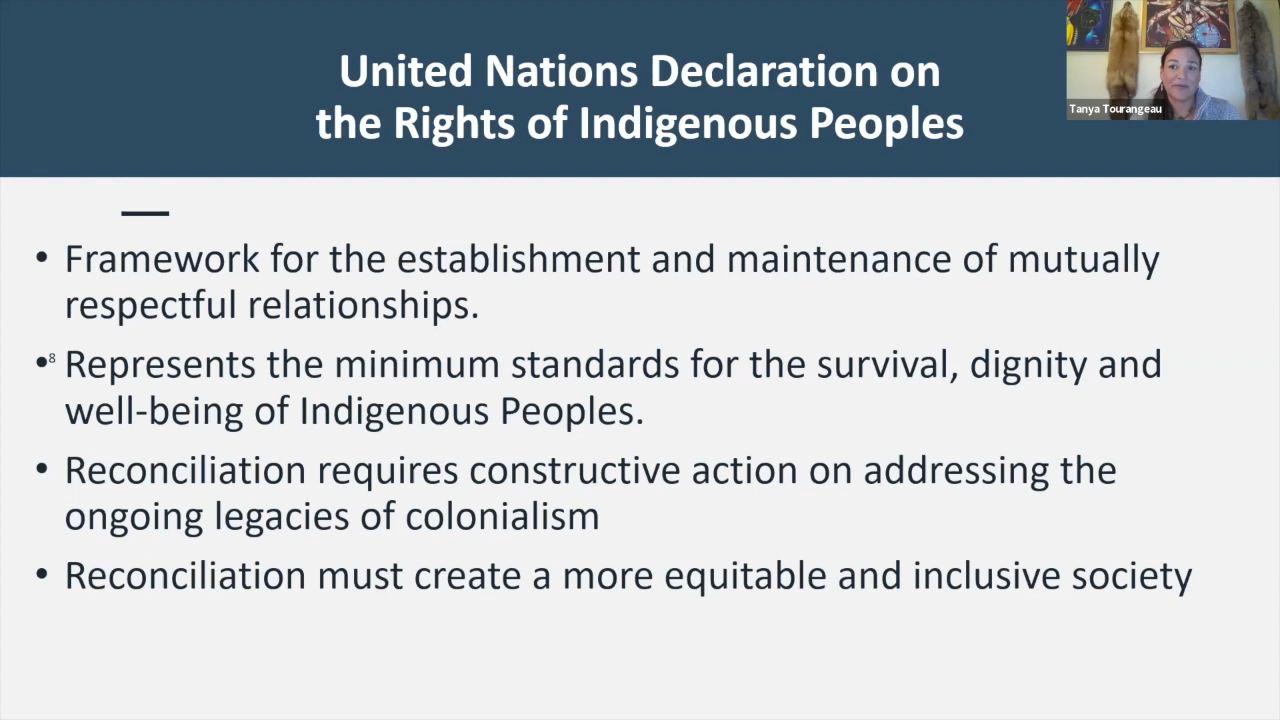 United Nations Declaration on
the Rights of Indigenous Peoples
Tanya Tourangeau
• Framework for the establishment and maintenance of mutually
respectful relationships.
•8 Represents the minimum standards for the survival, dignity and
well-being of Indigenous Peoples.
• Reconciliation requires constructive action on addressing the
ongoing legacies of colonialism
• Reconciliation must create a more equitable and inclusive society